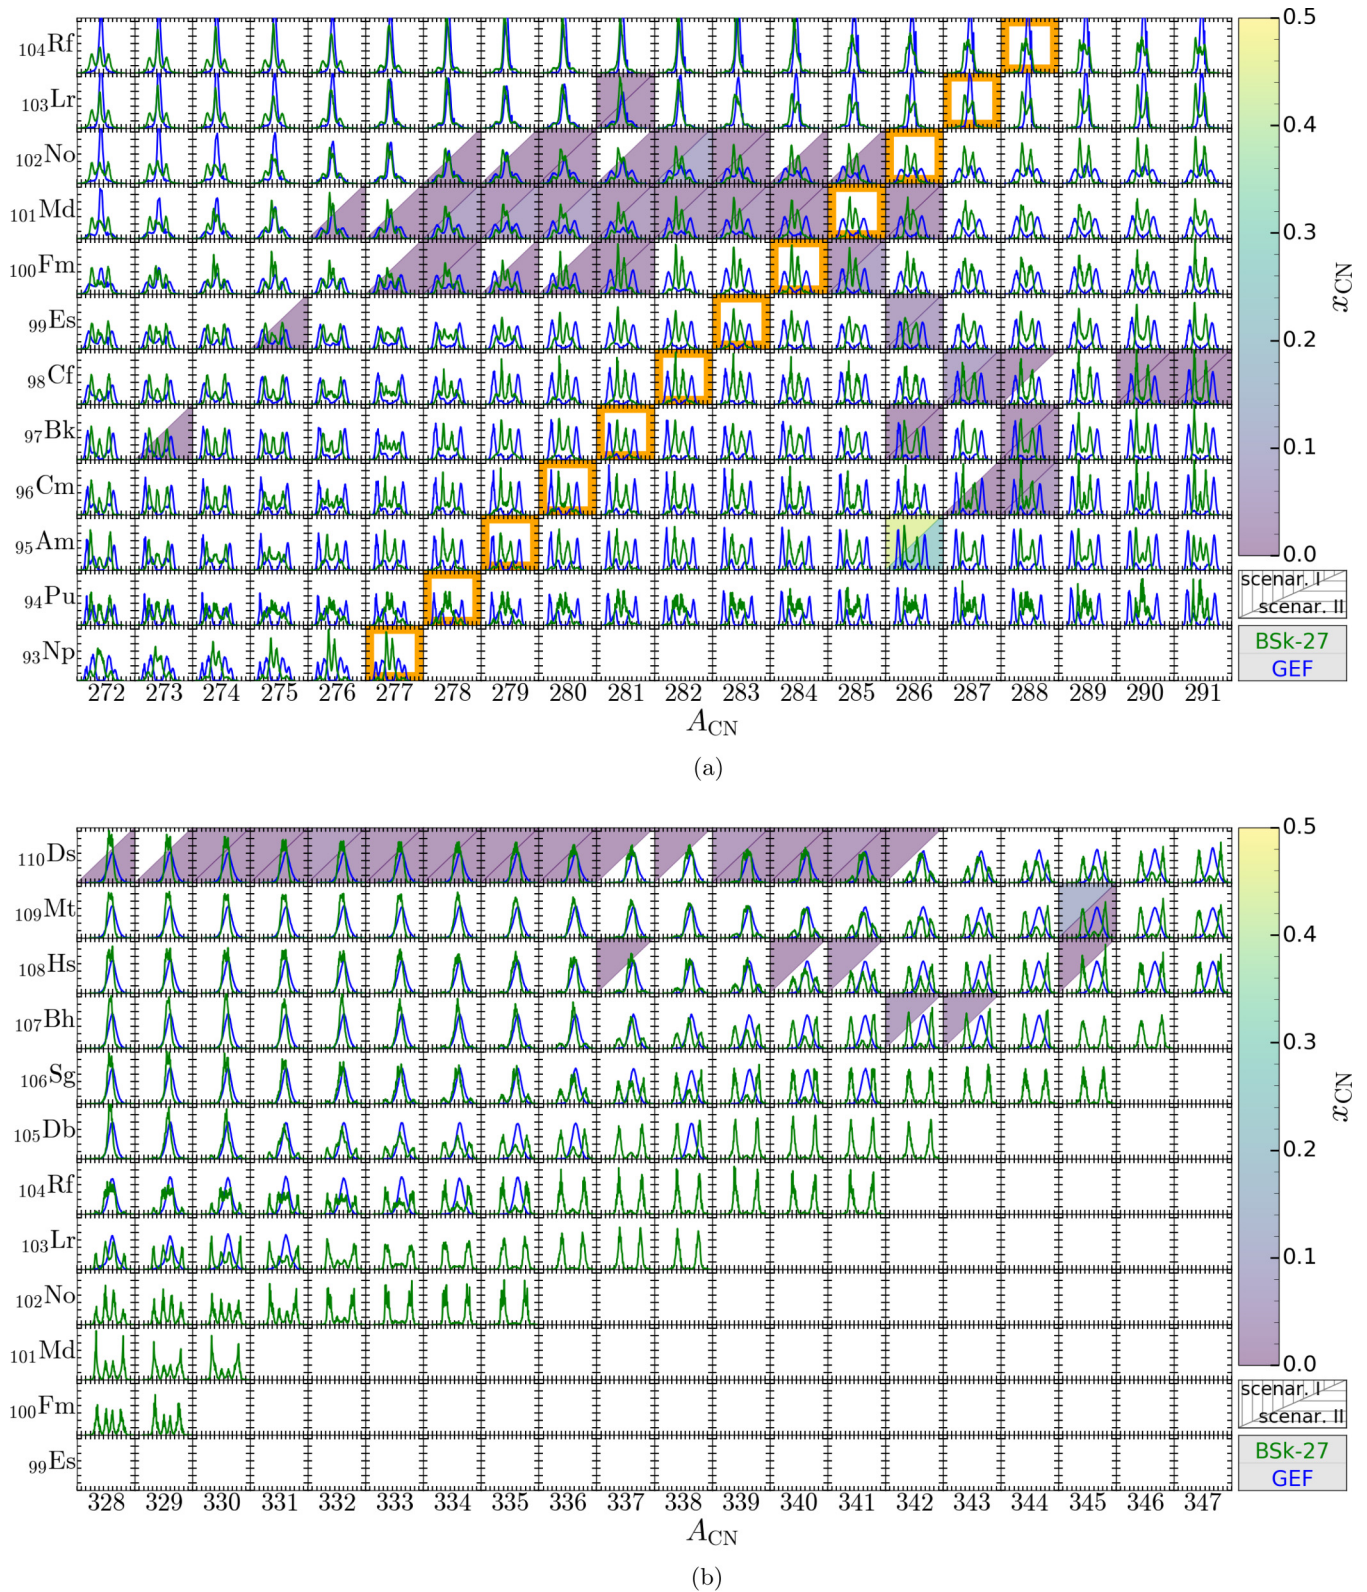 104Rf
103Lr
102No
101Md
100Fm
99Es
98Cf
97Bk
96Cm
95Am
94Pu
93Np
272 273 274 275 276 277 278 279 280 281 282 283 284 285 286 287 288 289 290 291
A_CN
0.5
0.4
0.3
0.2
0.1
0.0
x_CN
scenar. I
scenar. II
BSk-27
GEF
(a)
110Ds
109Mt
108Hs
107Bh
106Sg
105Db
104Rf
103Lr
102No
101Md
100Fm
99Es
328 329 330 331 332 333 334 335 336 337 338 339 340 341 342 343 344 345 346 347
A_CN
0.5
0.4
0.3
0.2
0.1
0.0
x_CN
scenar. I
scenar. II
BSk-27
GEF
(b)